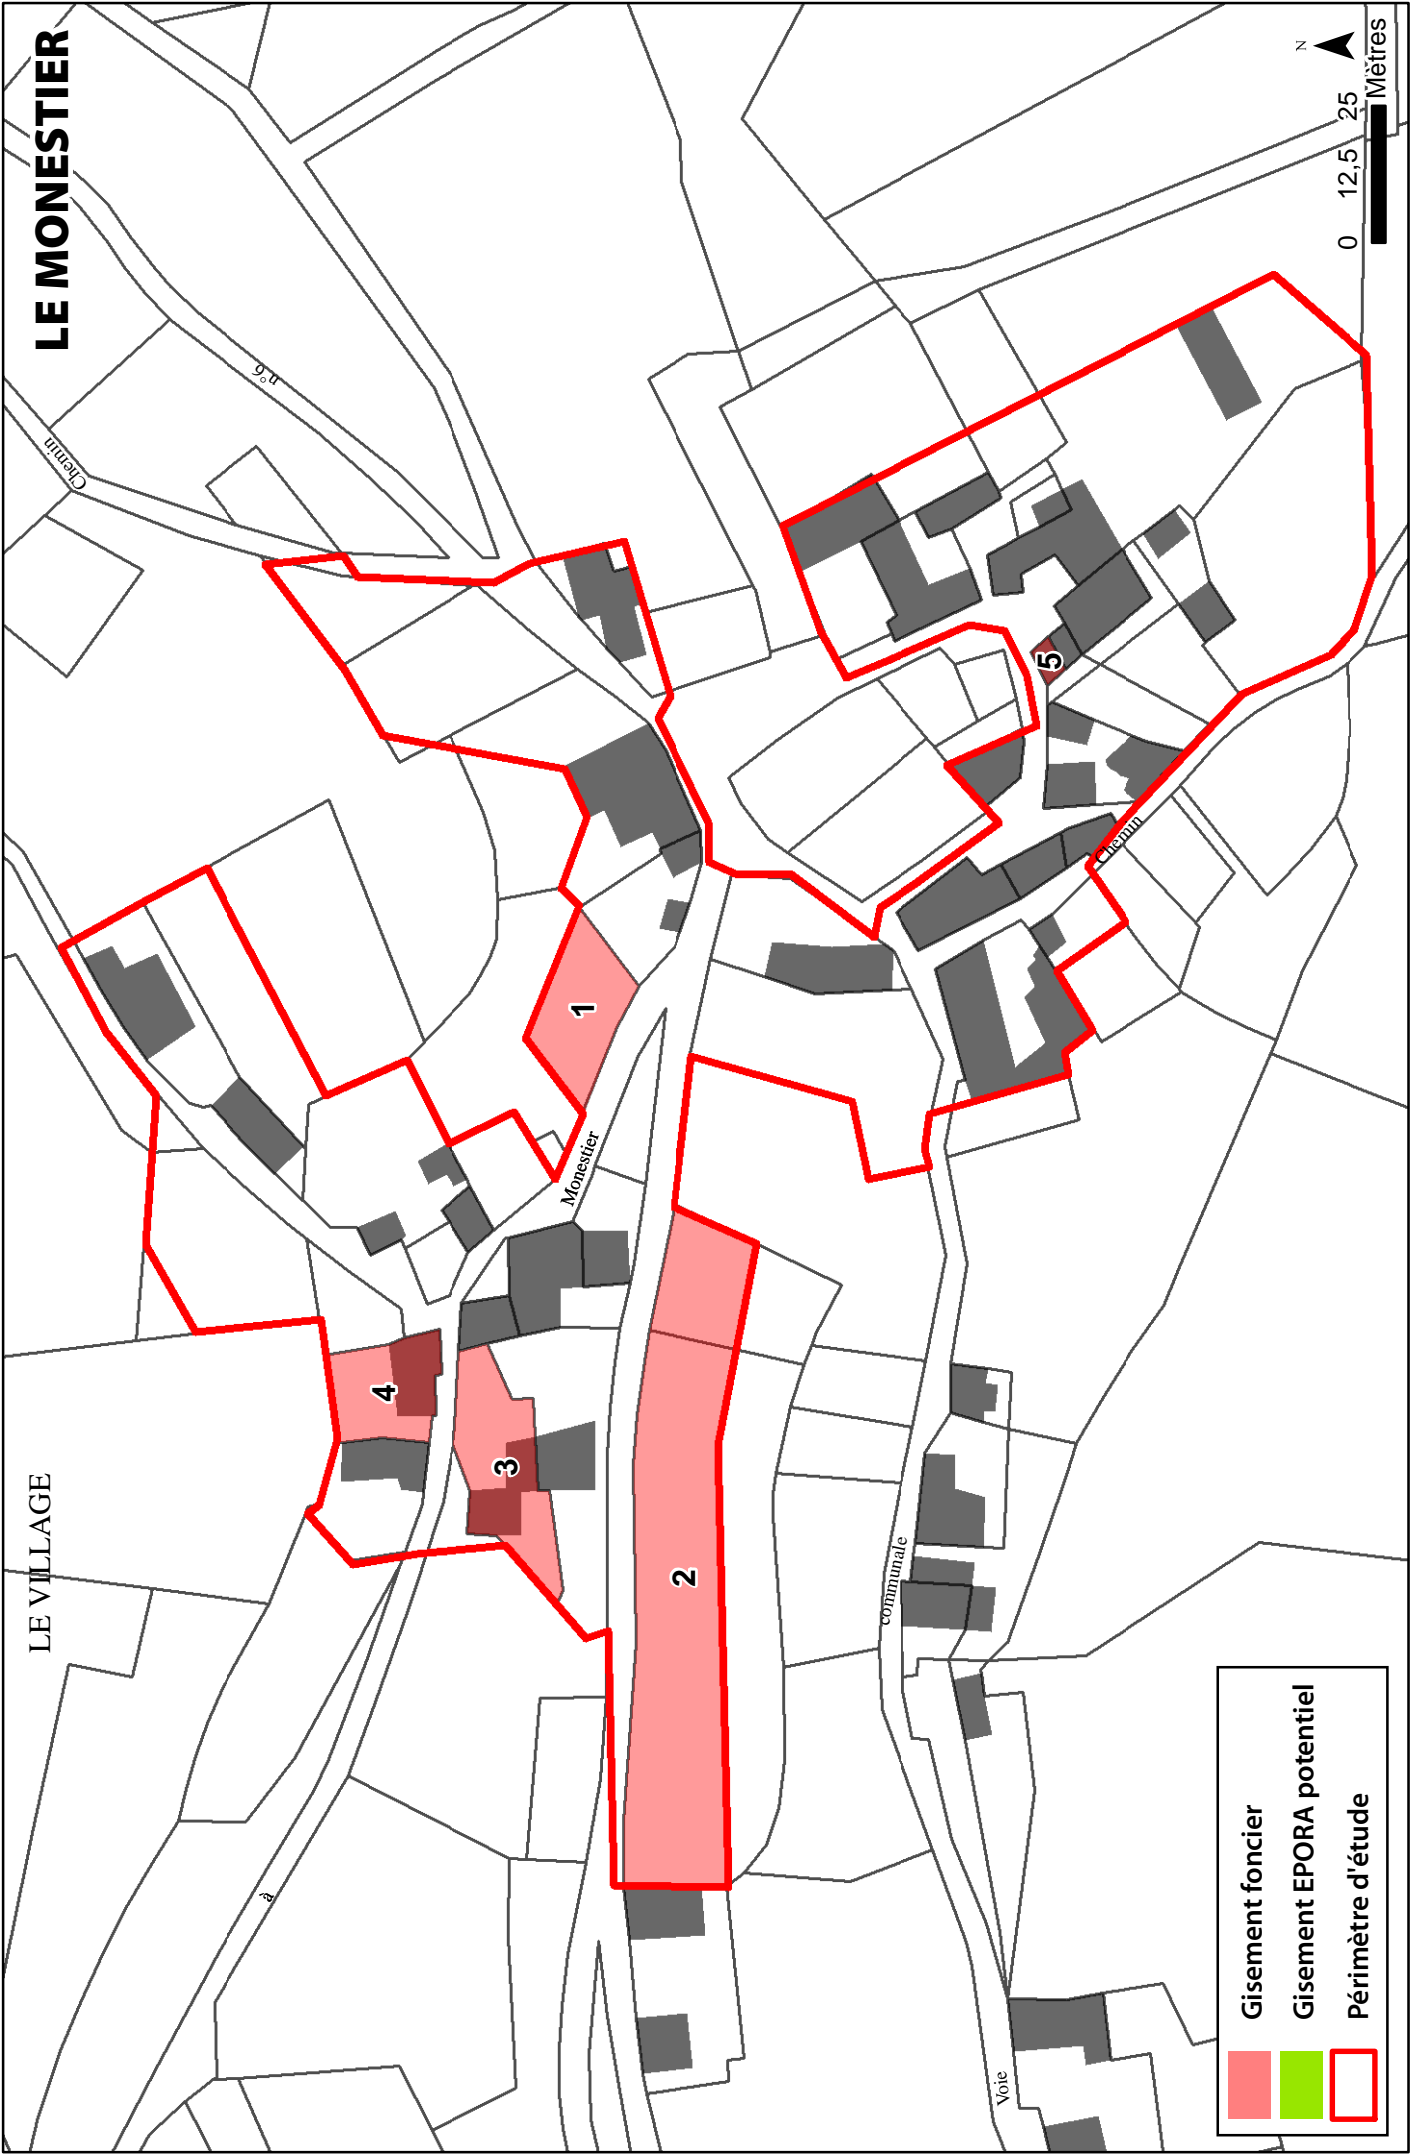 LE MONESTIER
LE VILLAGE
Chemin
n°6
à
Monestier
1
2
3
4
5
Chemin
communale
Voie
N
0 12,5 25
Mètres
Gisement foncier
Gisement EPORA potentiel
Périmètre d'étude